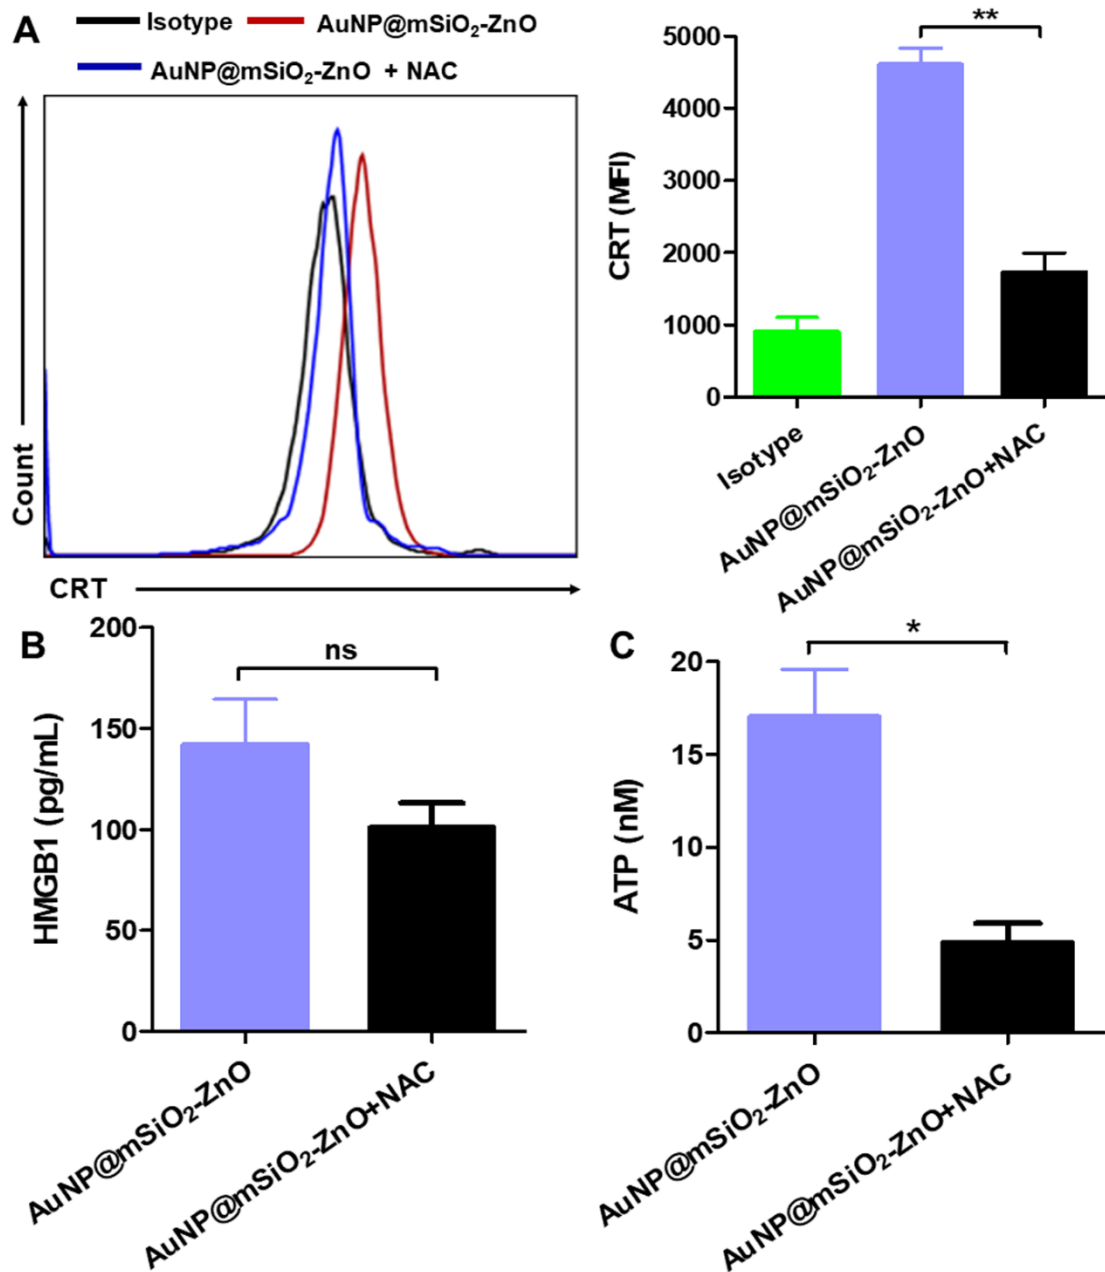 A
Isotype
AuNP@mSiO₂-ZnO
AuNP@mSiO₂-ZnO + NAC
Count
CRT
**
CRT (MFI)
5000
4000
3000
2000
1000
0
Isotype
AuNP@mSiO₂-ZnO
AuNP@mSiO₂-ZnO+NAC
B
ns
HMGB1 (pg/mL)
200
150
100
50
0
AuNP@mSiO₂-ZnO
AuNP@mSiO₂-ZnO+NAC
C
*
ATP (nM)
20
15
10
5
0
AuNP@mSiO₂-ZnO
AuNP@mSiO₂-ZnO+NAC